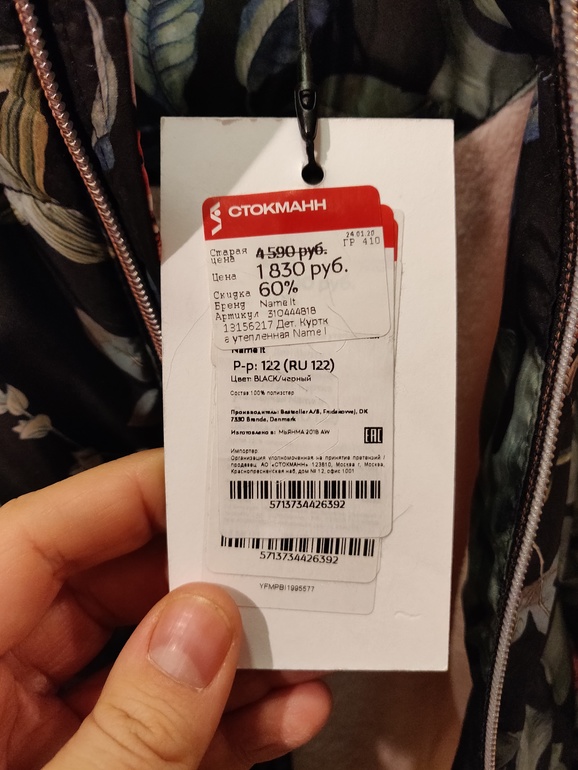 СТОКМАНН
24.01.20
ГР 410
Старая цена 4 590 руб.
Цена 1 830 руб.
Скидка 60%
Бренд Name It
Артикул 310444818
13156217 Дет. Куртк
а утепленная Name I
Name It
Р-р: 122 (RU 122)
Цвет: BLACK/черный
Состав 100% полиэстер
Производитель: Bestseller A/S, Fredskovvej, DK
7330 Brande, Denmark
Изготовлено в: МЬЯНМА 2018 AW
EAC
Импортер
Организация уполномоченная на принятие претензий /
продавец: АО «СТОКМАНН» 123610, Москва г, Москва,
Краснопресненская наб, дом № 12, офис 1001
5713734426392
5713734426392